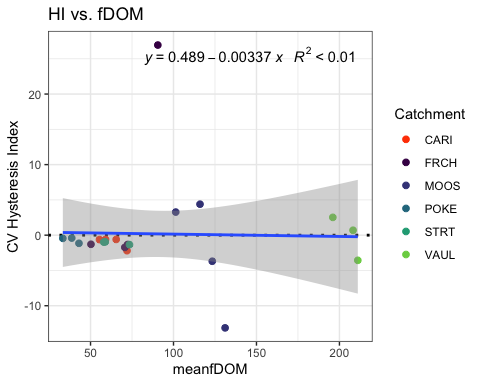 HI vs. fDOM
y = 0.489 – 0.00337 x R² < 0.01
CV Hysteresis Index
20
10
0
-10
50
100
150
200
meanfDOM
Catchment
CARI
FRCH
MOOS
POKE
STRT
VAUL